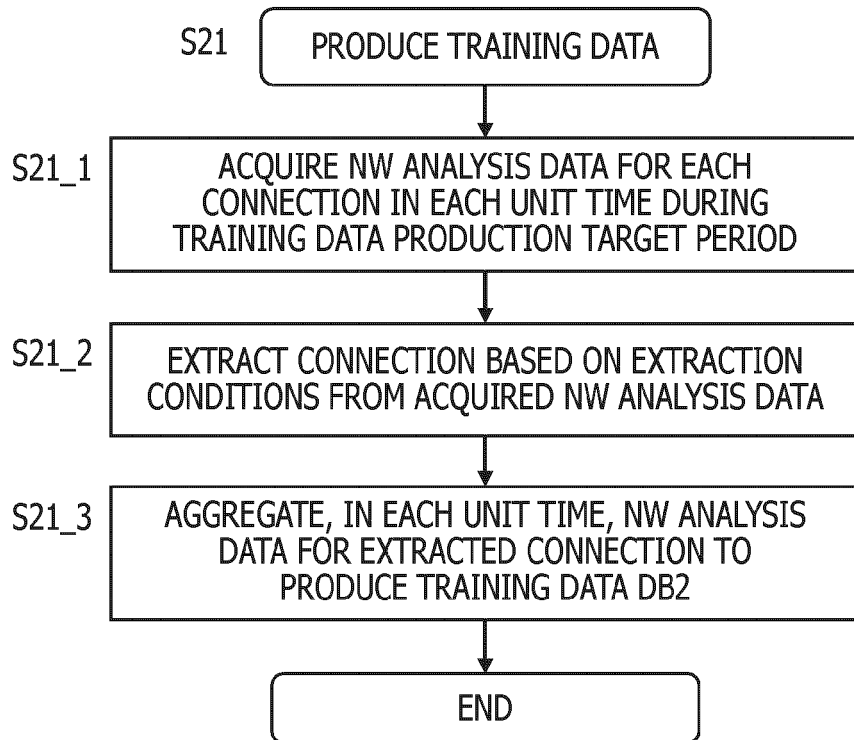 S21
PRODUCE TRAINING DATA
S21_1
ACQUIRE NW ANALYSIS DATA FOR EACH
CONNECTION IN EACH UNIT TIME DURING
TRAINING DATA PRODUCTION TARGET PERIOD
S21_2
EXTRACT CONNECTION BASED ON EXTRACTION
CONDITIONS FROM ACQUIRED NW ANALYSIS DATA
S21_3
AGGREGATE, IN EACH UNIT TIME, NW ANALYSIS
DATA FOR EXTRACTED CONNECTION TO
PRODUCE TRAINING DATA DB2
END